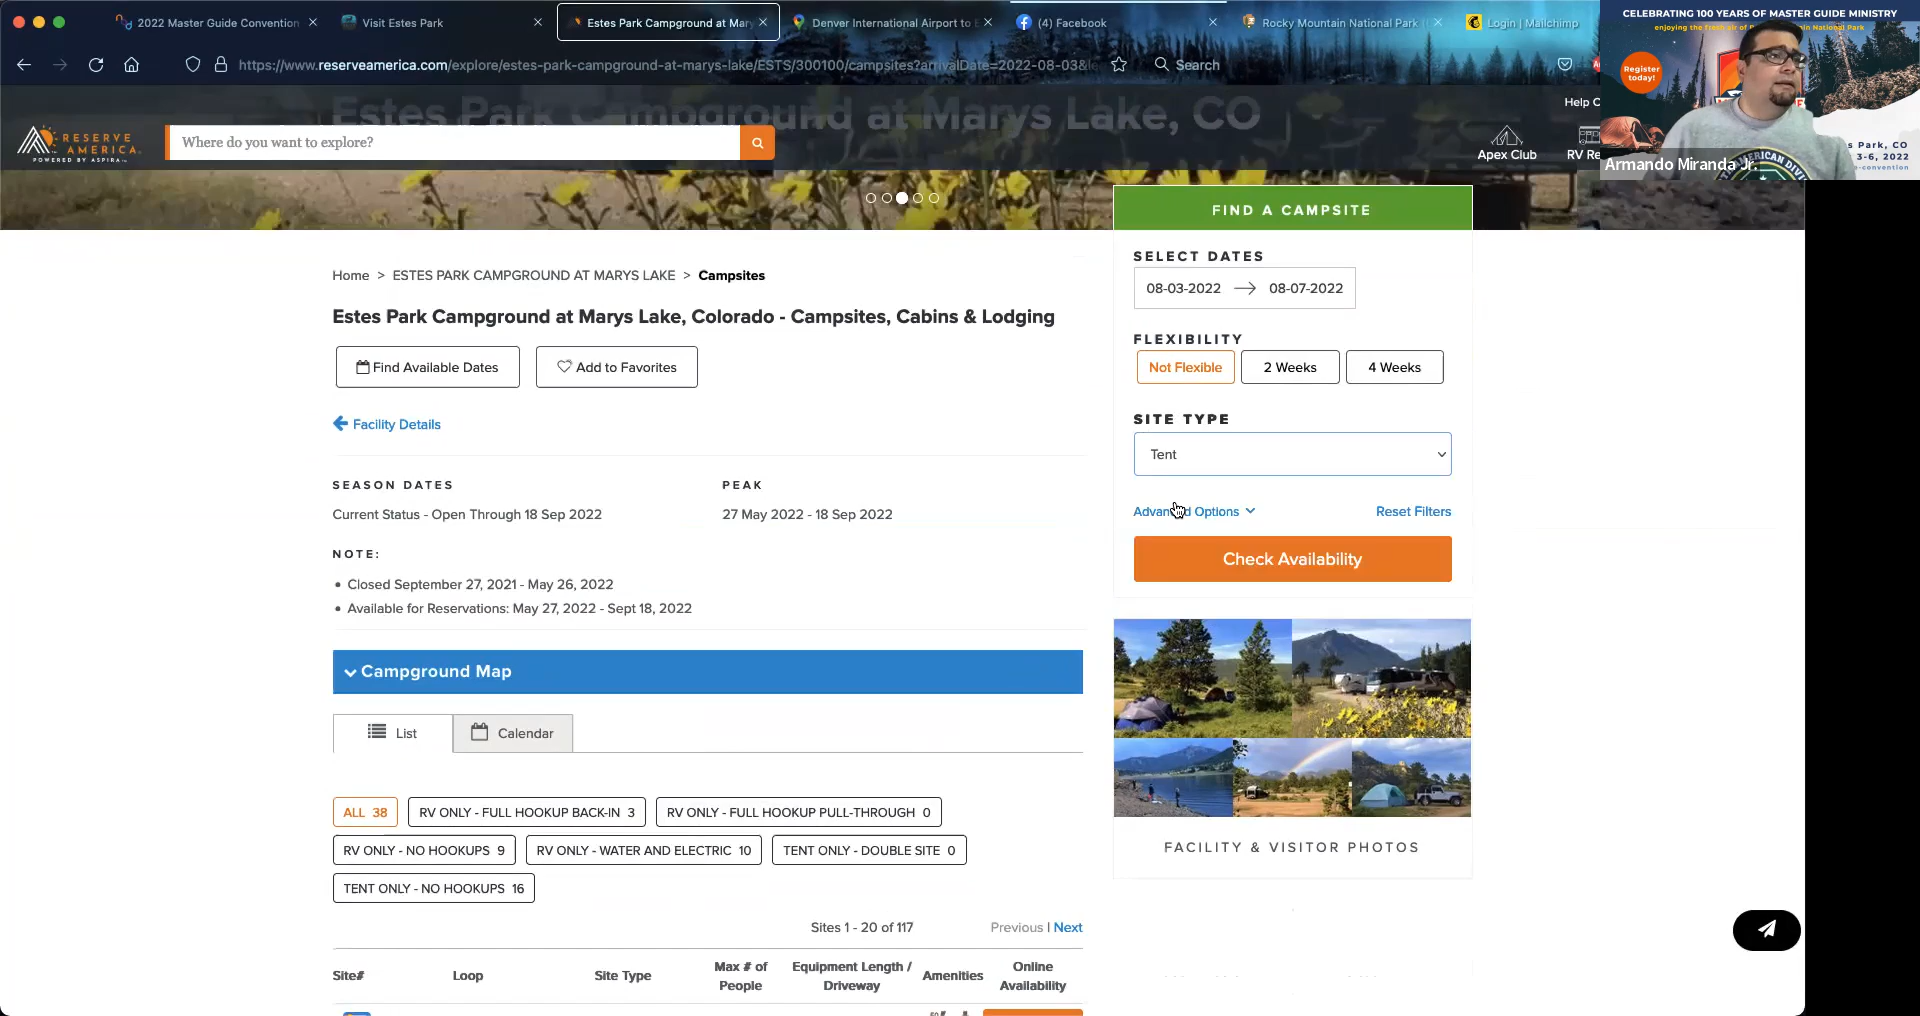 2022 Master Guide Convention
Visit Estes Park
Estes Park Campground at Mary
Denver International Airport to E
(4) Facebook
Rocky Mountain National Park (
Login | Mailchimp
https://www.reserveamerica.com/explore/estes-park-campground-at-marys-lake/ESTS/300100/campsites?arrivalDate=2022-08-03&le
Search
CELEBRATING 100 YEARS OF MASTER GUIDE MINISTRY
Register
today!
s Park, CO
3-6, 2022
-convention
AMERICAN DIVI
Armando Miranda Jr.
Estes Park Campground at Marys Lake, CO
Help C
RESERVE
AMERICA
POWERED BY ASPIRA
Where do you want to explore?
Apex Club
RV Re
FIND A CAMPSITE
Home > ESTES PARK CAMPGROUND AT MARYS LAKE > Campsites
Estes Park Campground at Marys Lake, Colorado - Campsites, Cabins & Lodging
Find Available Dates
Add to Favorites
Facility Details
SEASON DATES
PEAK
Current Status - Open Through 18 Sep 2022
27 May 2022 - 18 Sep 2022
NOTE:
• Closed September 27, 2021 - May 26, 2022
• Available for Reservations: May 27, 2022 - Sept 18, 2022
Campground Map
List
Calendar
ALL 38
RV ONLY - FULL HOOKUP BACK-IN 3
RV ONLY - FULL HOOKUP PULL-THROUGH 0
RV ONLY - NO HOOKUPS 9
RV ONLY - WATER AND ELECTRIC 10
TENT ONLY - DOUBLE SITE 0
TENT ONLY - NO HOOKUPS 16
Sites 1 - 20 of 117
Previous | Next
Site#
Loop
Site Type
Max # of
People
Equipment Length /
Driveway
Amenities
Online
Availability
SELECT DATES
08-03-2022
08-07-2022
FLEXIBILITY
Not Flexible
2 Weeks
4 Weeks
SITE TYPE
Tent
Advanced Options
Reset Filters
Check Availability
FACILITY & VISITOR PHOTOS